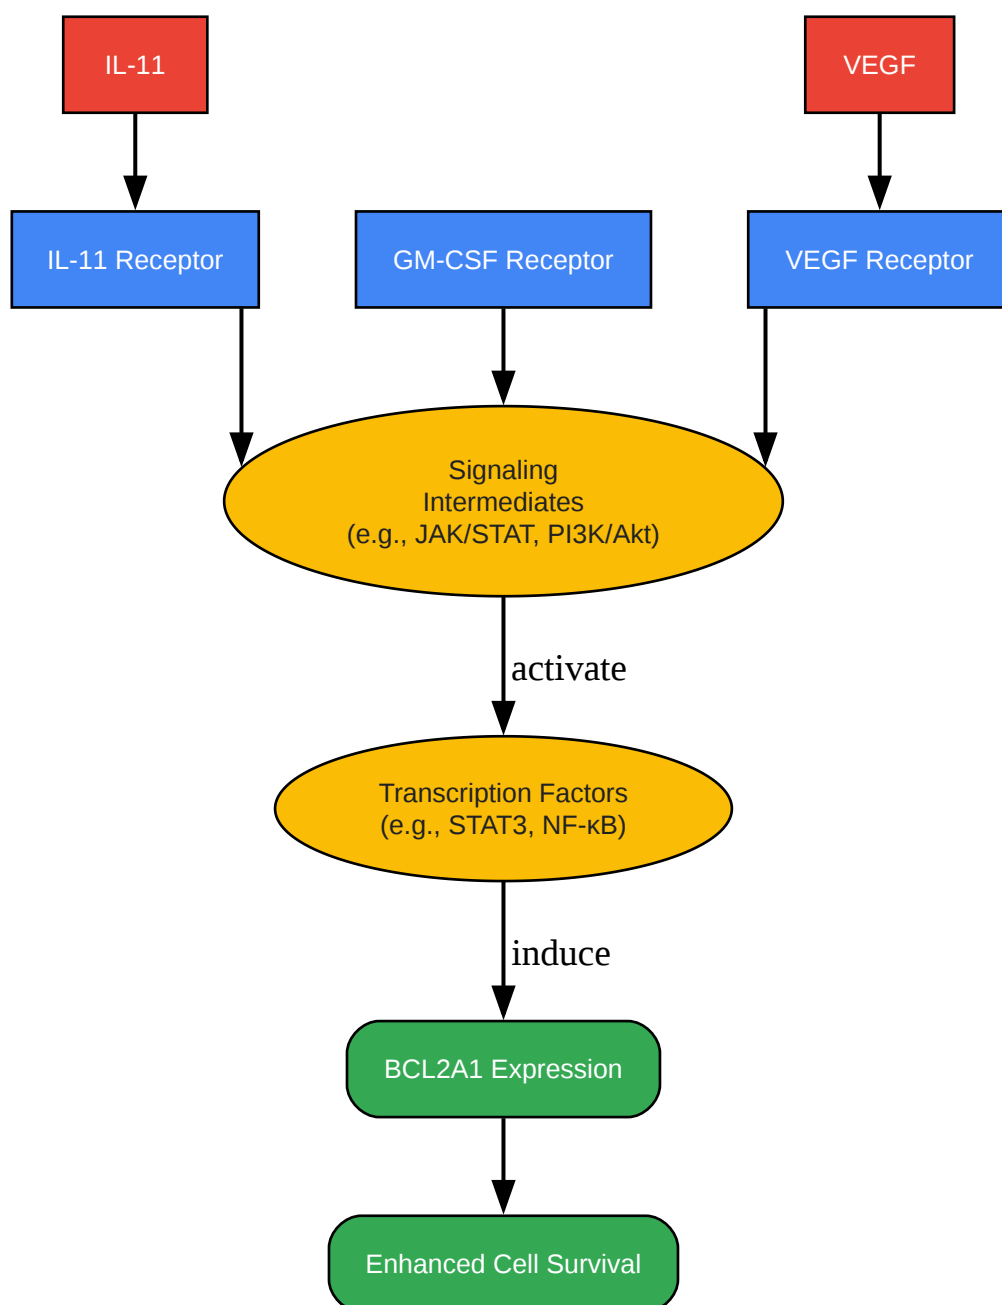 IL-11
VEGF
IL-11 Receptor
GM-CSF Receptor
VEGF Receptor
Signaling
Intermediates
(e.g., JAK/STAT, PI3K/Akt)
activate
Transcription Factors
(e.g., STAT3, NF-κB)
induce
BCL2A1 Expression
Enhanced Cell Survival